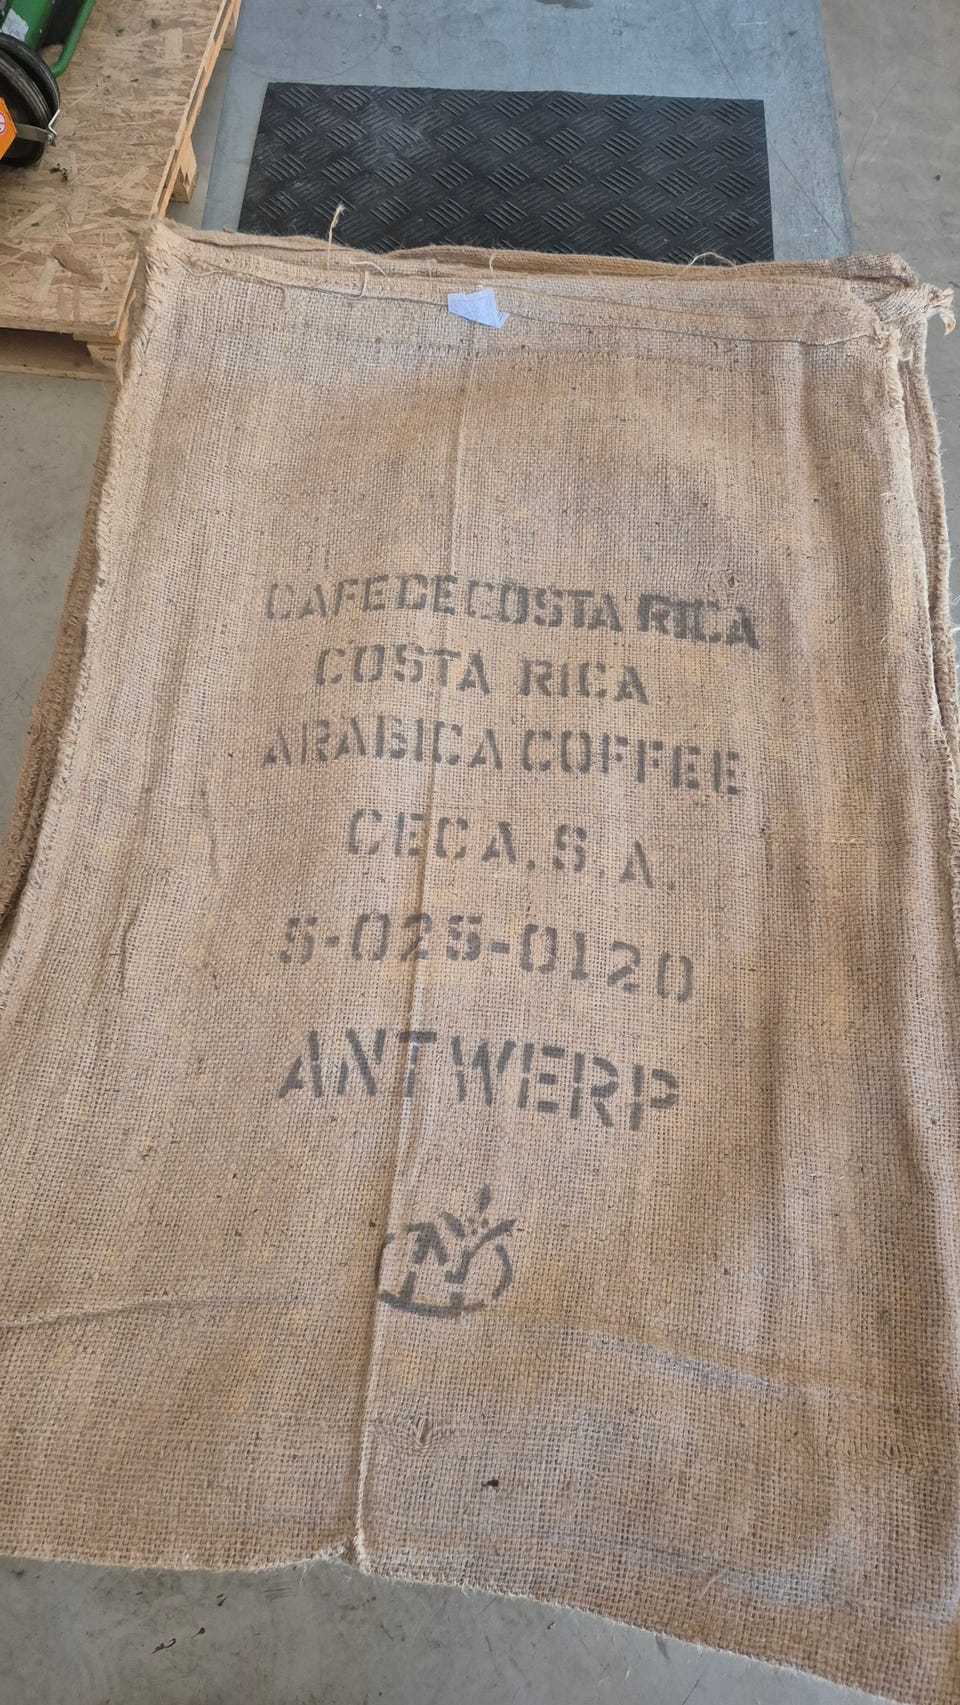 CAFE DE COSTA RICA
COSTA RICA
ARABICA COFFEE
CECA.S.A.
5-025-0120
ANTWERP